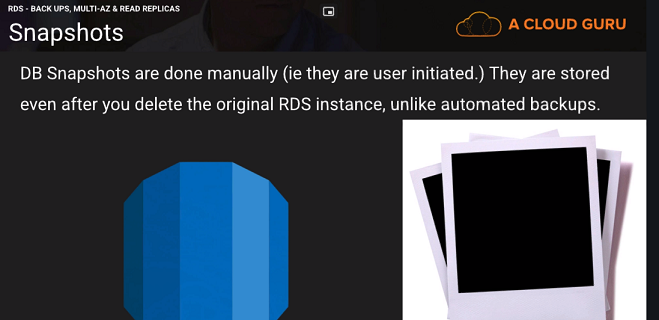 RDS - BACK UPS, MULTI-AZ & READ REPLICAS
Snapshots
A CLOUD GURU
DB Snapshots are done manually (ie they are user initiated.) They are stored
even after you delete the original RDS instance, unlike automated backups.